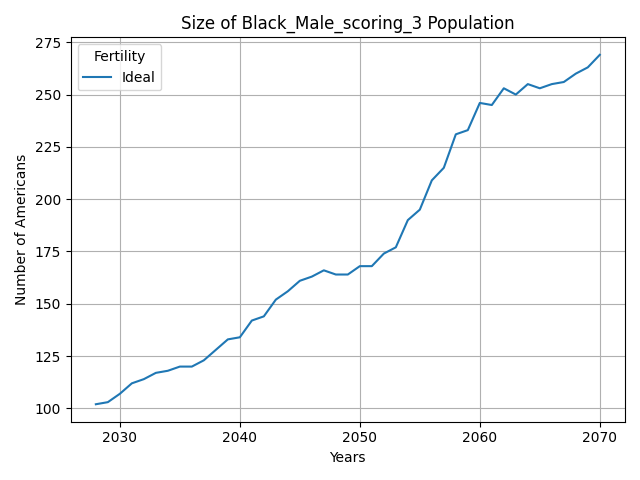 Size of Black_Male_scoring_3 Population
Fertility
Ideal
Number of Americans
275
250
225
200
175
150
125
100
2030 2040 2050 2060 2070
Years